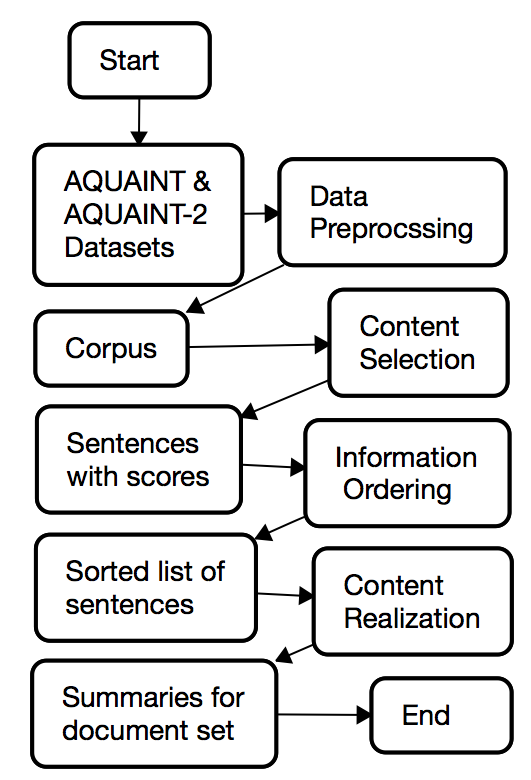 Start
AQUAINT &
AQUAINT-2
Datasets
Data
Preprocssing
Corpus
Content
Selection
Sentences
with scores
Information
Ordering
Sorted list of
sentences
Content
Realization
Summaries for
document set
End